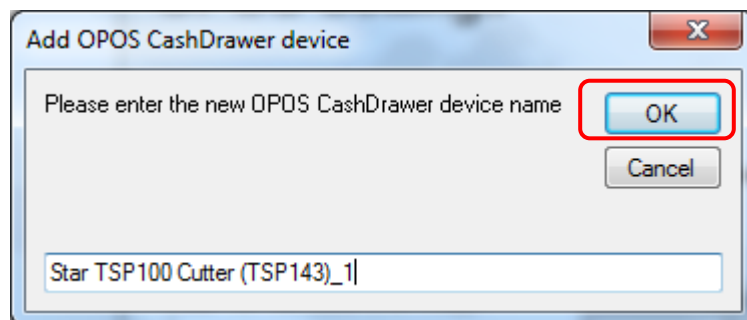 Add OPOS CashDrawer device
Please enter the new OPOS CashDrawer device name
OK
Cancel
Star TSP100 Cutter (TSP143)_1